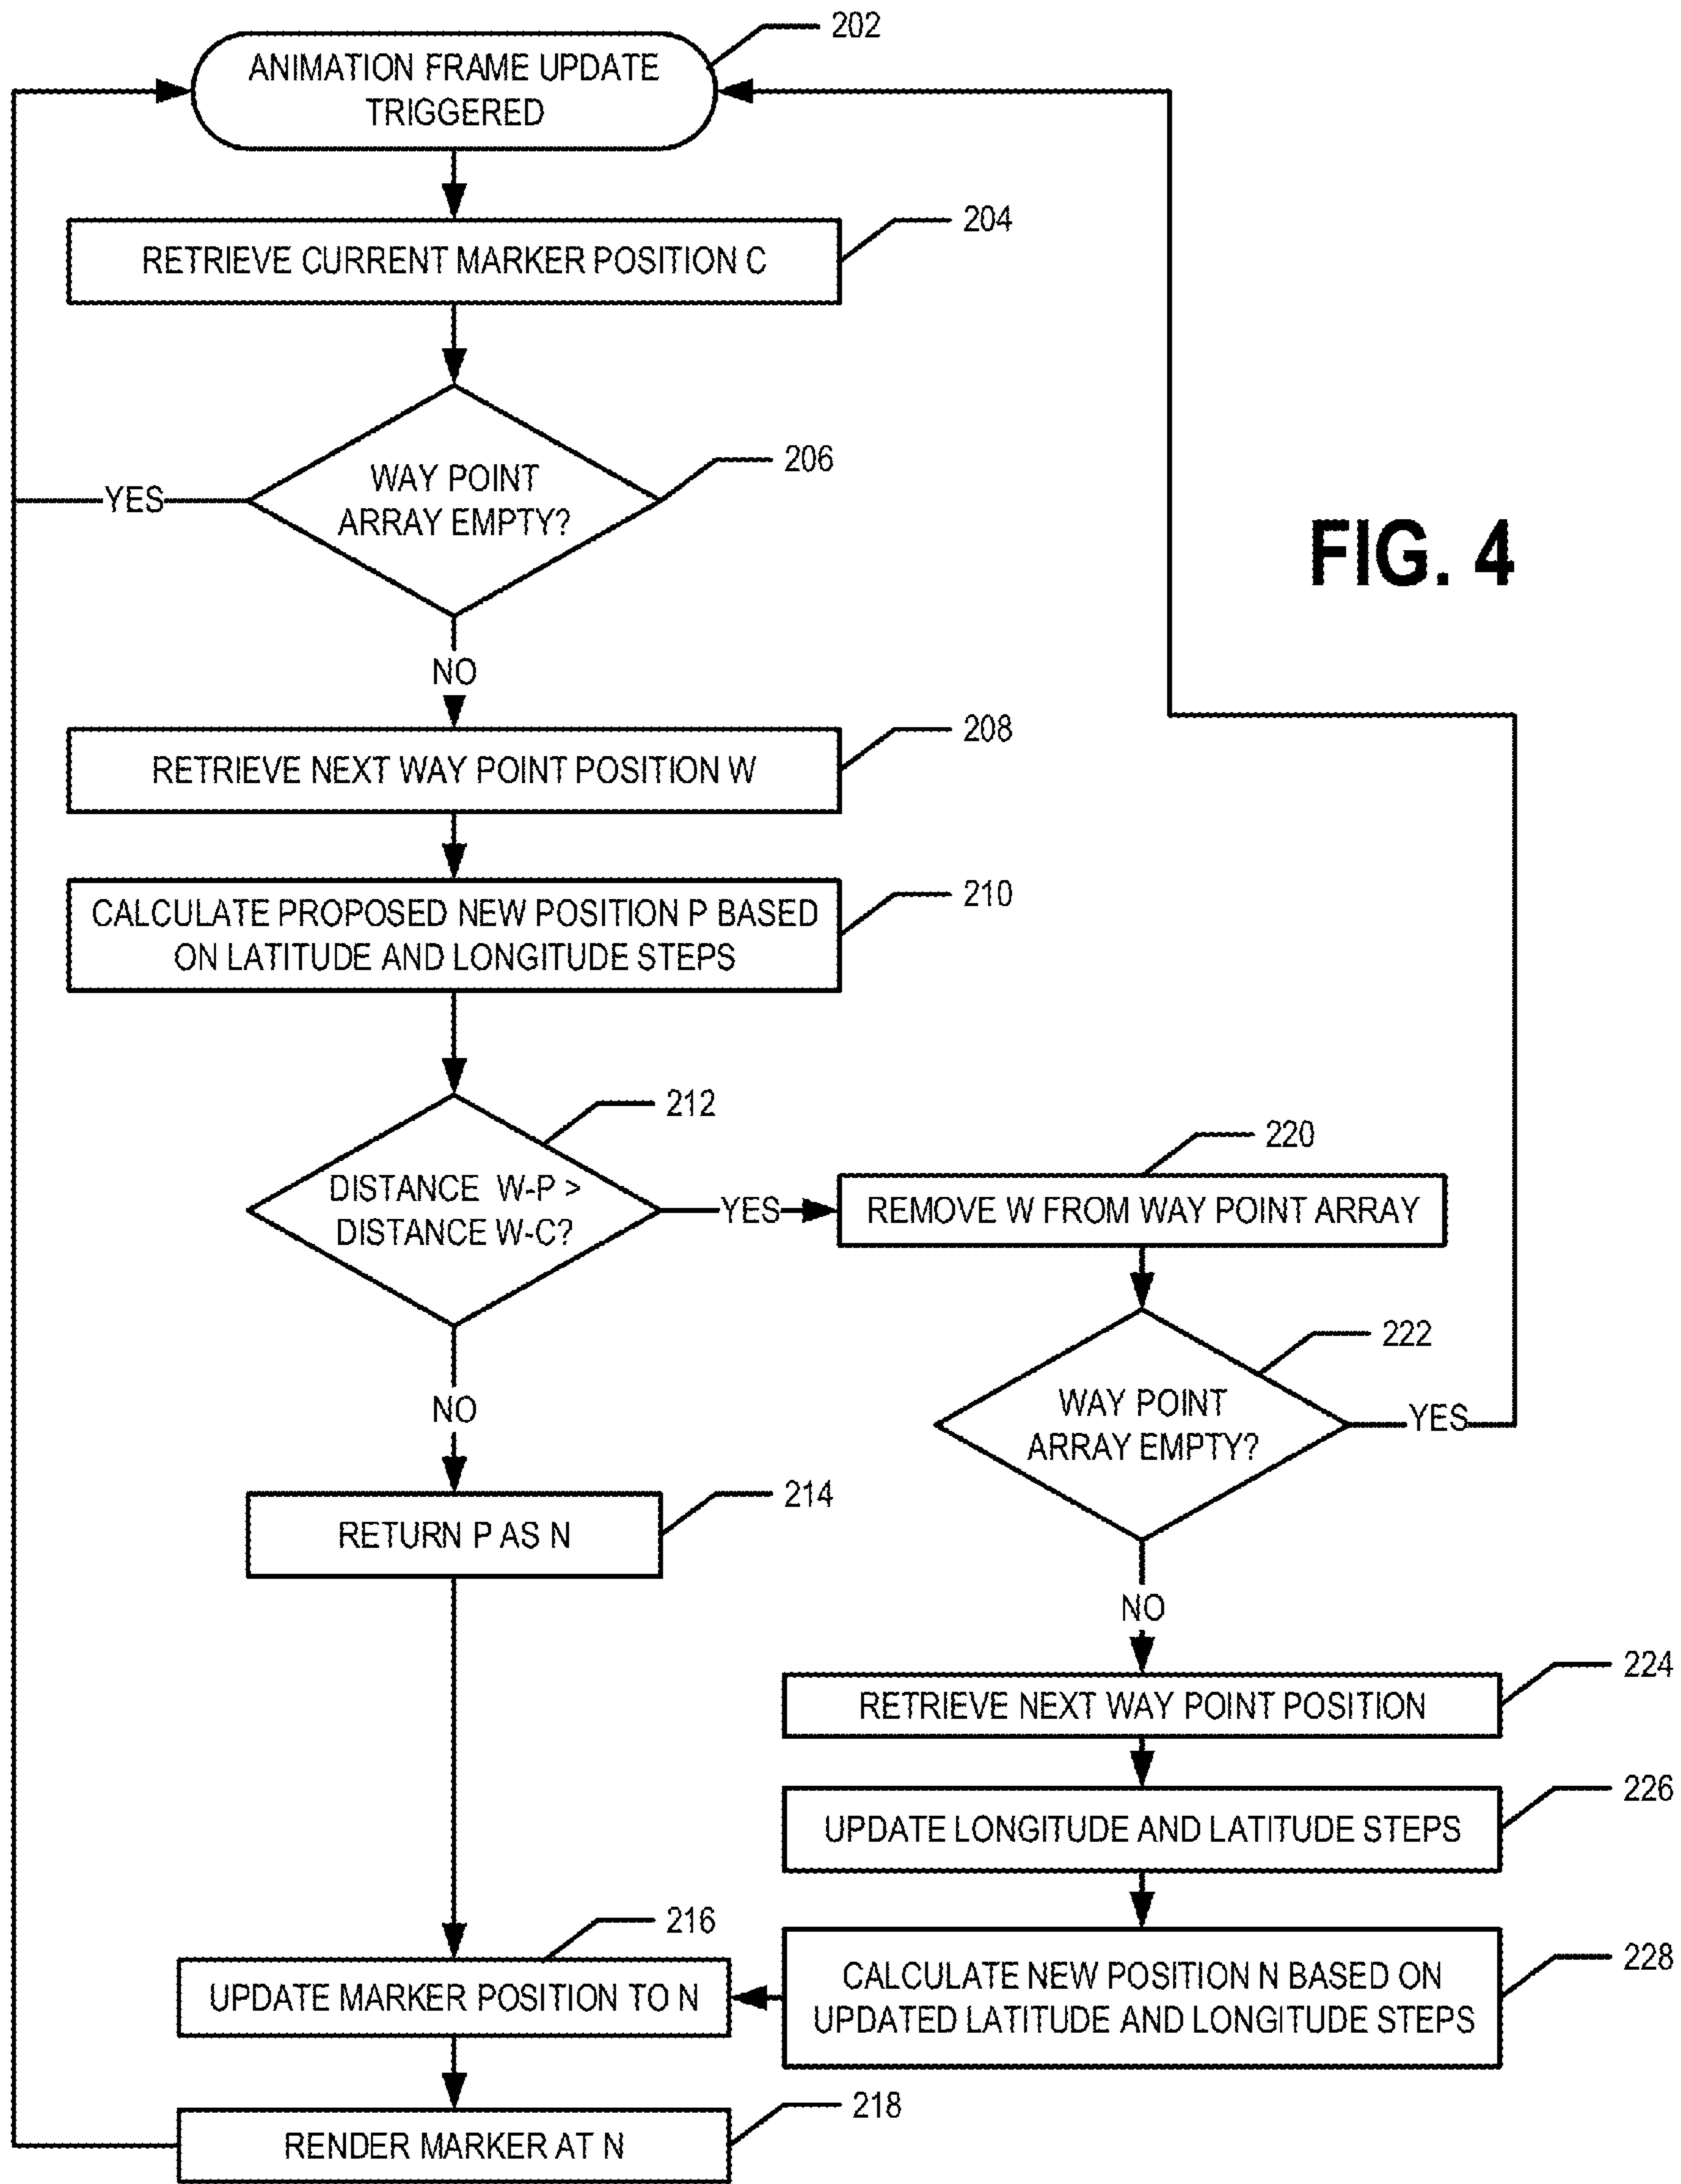 202
ANIMATION FRAME UPDATE
TRIGGERED
204
RETRIEVE CURRENT MARKER POSITION C
206
WAY POINT
ARRAY EMPTY?
YES
FIG. 4
NO
208
RETRIEVE NEXT WAY POINT POSITION W
210
CALCULATE PROPOSED NEW POSITION P BASED
ON LATITUDE AND LONGITUDE STEPS
212
DISTANCE W-P >
DISTANCE W-C?
YES
220
REMOVE W FROM WAY POINT ARRAY
222
WAY POINT
ARRAY EMPTY?
YES
NO
214
RETURN P AS N
NO
224
RETRIEVE NEXT WAY POINT POSITION
226
UPDATE LONGITUDE AND LATITUDE STEPS
228
CALCULATE NEW POSITION N BASED ON
UPDATED LATITUDE AND LONGITUDE STEPS
216
UPDATE MARKER POSITION TO N
218
RENDER MARKER AT N